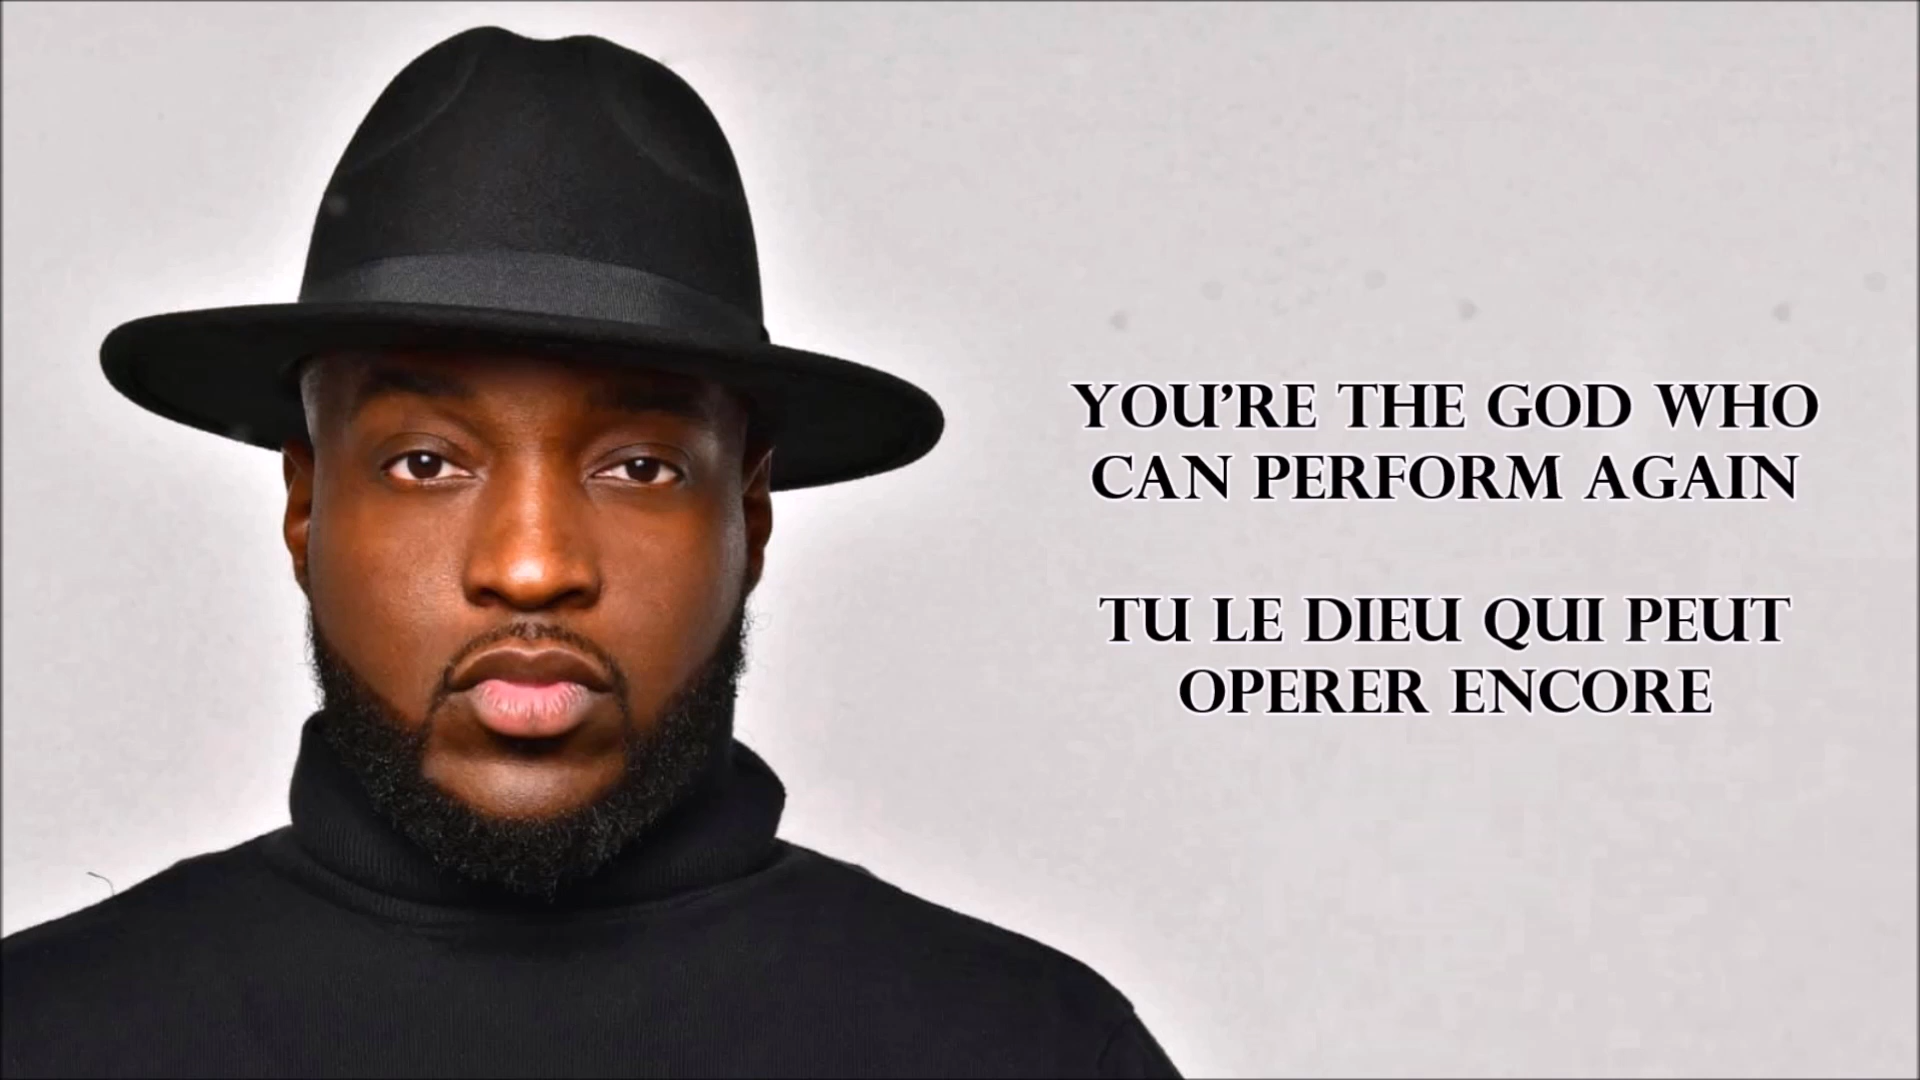 YOU'RE THE GOD WHO
CAN PERFORM AGAIN
TU LE DIEU QUI PEUT
OPERER ENCORE